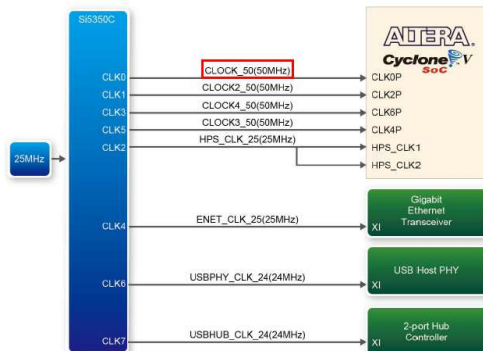 Si5350C
ALTERA
Cyclone V
SoC
CLK0
CLOCK_50(50MHz)
CLK0P
CLK1
CLOCK2_50(50MHz)
CLK2P
CLK3
CLOCK4_50(50MHz)
CLK6P
CLK5
CLOCK3_50(50MHz)
CLK4P
CLK2
HPS_CLK_25(25MHz)
HPS_CLK1
HPS_CLK2
25MHz
CLK4
ENET_CLK_25(25MHz)
XI
Gigabit
Ethernet
Transceiver
CLK6
USBPHY_CLK_24(24MHz)
XI
USB Host PHY
CLK7
USBHUB_CLK_24(24MHz)
XI
2-port Hub
Controller